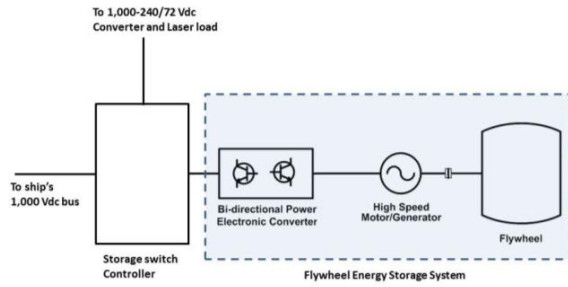 To 1,000-240/72 Vdc
Converter and Laser load
To ship's
1,000 Vdc bus
Bi-directional Power
Electronic Converter
High Speed
Motor/Generator
Flywheel
Storage switch
Controller
Flywheel Energy Storage System